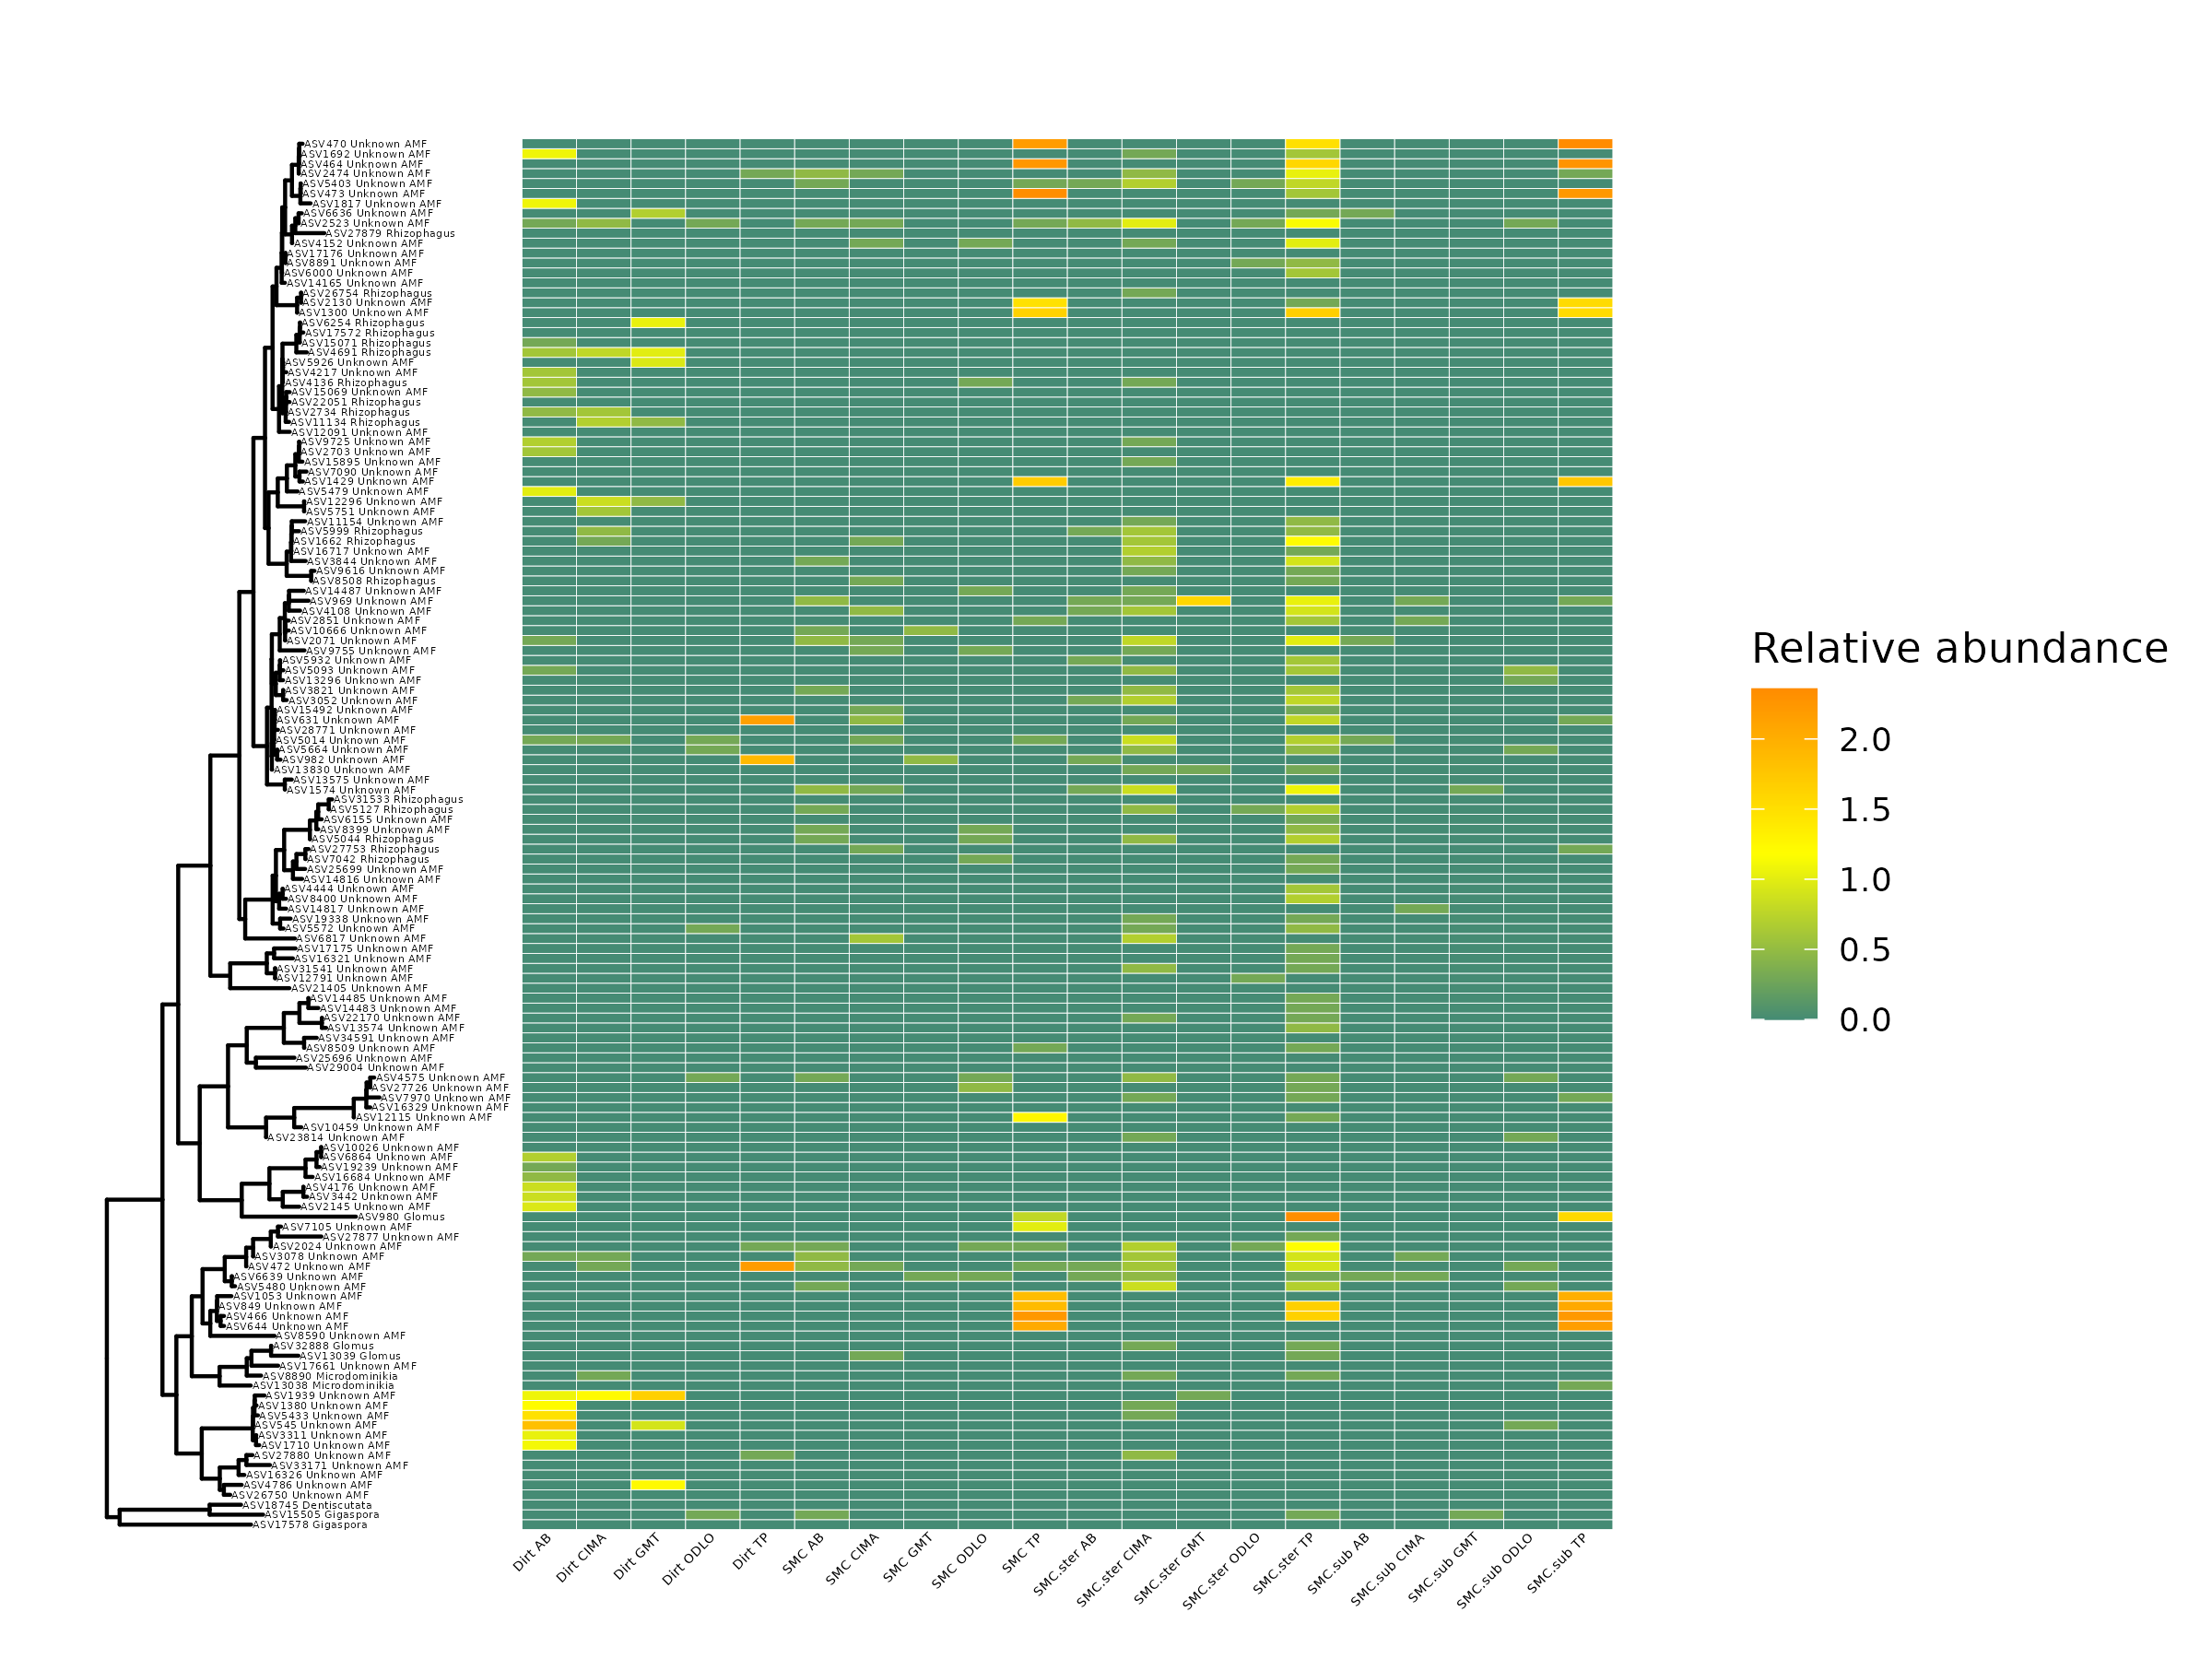 ASV470 Unknown AMF
ASV1692 Unknown AMF
ASV464 Unknown AMF
ASV2474 Unknown AMF
ASV5403 Unknown AMF
ASV473 Unknown AMF
ASV1817 Unknown AMF
ASV6636 Unknown AMF
ASV2523 Unknown AMF
ASV27879 Rhizophagus
ASV4152 Unknown AMF
ASV17176 Unknown AMF
ASV8891 Unknown AMF
ASV6000 Unknown AMF
ASV14165 Unknown AMF
ASV26754 Rhizophagus
ASV2130 Unknown AMF
ASV1300 Unknown AMF
ASV6254 Rhizophagus
ASV17572 Rhizophagus
ASV15071 Rhizophagus
ASV4691 Rhizophagus
ASV5926 Unknown AMF
ASV4217 Unknown AMF
ASV4136 Rhizophagus
ASV15069 Unknown AMF
ASV22051 Rhizophagus
ASV2734 Rhizophagus
ASV11134 Rhizophagus
ASV12091 Unknown AMF
ASV9725 Unknown AMF
ASV2703 Unknown AMF
ASV15895 Unknown AMF
ASV7090 Unknown AMF
ASV1429 Unknown AMF
ASV5479 Unknown AMF
ASV12296 Unknown AMF
ASV5751 Unknown AMF
ASV11154 Unknown AMF
ASV5999 Rhizophagus
ASV1662 Rhizophagus
ASV16717 Unknown AMF
ASV3844 Unknown AMF
ASV9616 Unknown AMF
ASV8508 Rhizophagus
ASV14487 Unknown AMF
ASV969 Unknown AMF
ASV4108 Unknown AMF
ASV2851 Unknown AMF
ASV10666 Unknown AMF
ASV2071 Unknown AMF
ASV9755 Unknown AMF
ASV5932 Unknown AMF
ASV5093 Unknown AMF
ASV13296 Unknown AMF
ASV3821 Unknown AMF
ASV3052 Unknown AMF
ASV15492 Unknown AMF
ASV631 Unknown AMF
ASV28771 Unknown AMF
ASV5014 Unknown AMF
ASV5664 Unknown AMF
ASV982 Unknown AMF
ASV13830 Unknown AMF
ASV13575 Unknown AMF
ASV1574 Unknown AMF
ASV31533 Rhizophagus
ASV5127 Rhizophagus
ASV6155 Unknown AMF
ASV8399 Unknown AMF
ASV5044 Rhizophagus
ASV27753 Rhizophagus
ASV7042 Rhizophagus
ASV25699 Unknown AMF
ASV14816 Unknown AMF
ASV4444 Unknown AMF
ASV8400 Unknown AMF
ASV14817 Unknown AMF
ASV19338 Unknown AMF
ASV5572 Unknown AMF
ASV6817 Unknown AMF
ASV17175 Unknown AMF
ASV16321 Unknown AMF
ASV31541 Unknown AMF
ASV12791 Unknown AMF
ASV21405 Unknown AMF
ASV14485 Unknown AMF
ASV14483 Unknown AMF
ASV22170 Unknown AMF
ASV13574 Unknown AMF
ASV34591 Unknown AMF
ASV8509 Unknown AMF
ASV25696 Unknown AMF
ASV29004 Unknown AMF
ASV4575 Unknown AMF
ASV27726 Unknown AMF
ASV7970 Unknown AMF
ASV16329 Unknown AMF
ASV12115 Unknown AMF
ASV10459 Unknown AMF
ASV23814 Unknown AMF
ASV10026 Unknown AMF
ASV6864 Unknown AMF
ASV19239 Unknown AMF
ASV16684 Unknown AMF
ASV4176 Unknown AMF
ASV3442 Unknown AMF
ASV2145 Unknown AMF
ASV980 Glomus
ASV7105 Unknown AMF
ASV27877 Unknown AMF
ASV2024 Unknown AMF
ASV3078 Unknown AMF
ASV472 Unknown AMF
ASV6639 Unknown AMF
ASV5480 Unknown AMF
ASV1053 Unknown AMF
ASV849 Unknown AMF
ASV466 Unknown AMF
ASV644 Unknown AMF
ASV8590 Unknown AMF
ASV32888 Glomus
ASV13039 Glomus
ASV17661 Unknown AMF
ASV8890 Microdominikia
ASV13038 Microdominikia
ASV1939 Unknown AMF
ASV1380 Unknown AMF
ASV5433 Unknown AMF
ASV545 Unknown AMF
ASV3311 Unknown AMF
ASV1710 Unknown AMF
ASV27880 Unknown AMF
ASV33171 Unknown AMF
ASV16326 Unknown AMF
ASV4786 Unknown AMF
ASV26750 Unknown AMF
ASV18745 Dentiscutata
ASV15505 Gigaspora
ASV17578 Gigaspora
Dirt AB
Dirt CIMA
Dirt GMT
Dirt ODLO
Dirt TP
SMC AB
SMC CIMA
SMC GMT
SMC ODLO
SMC TP
SMC.ster AB
SMC.ster CIMA
SMC.ster GMT
SMC.ster ODLO
SMC.ster TP
SMC.sub AB
SMC.sub CIMA
SMC.sub GMT
SMC.sub ODLO
SMC.sub TP
Relative abundance
2.0
1.5
1.0
0.5
0.0